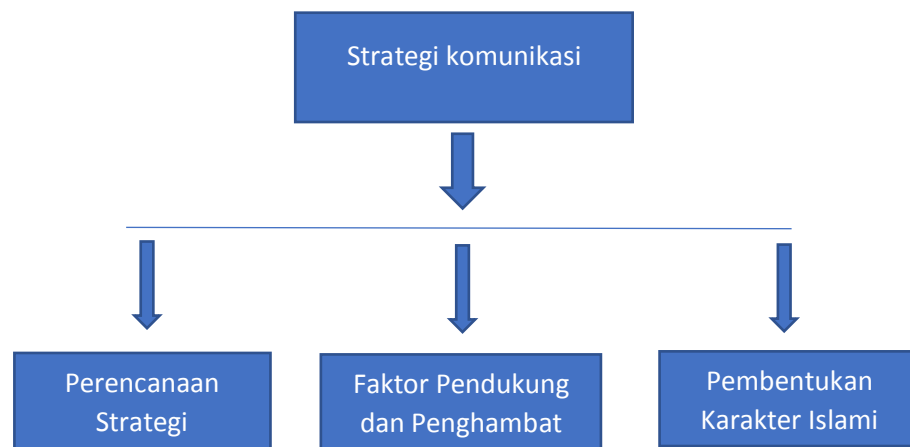 Strategi komunikasi
Perencanaan
Strategi
Faktor Pendukung
dan Penghambat
Pembentukan
Karakter Islami